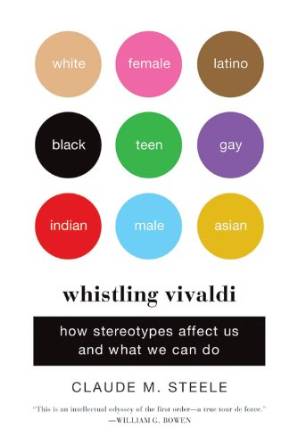 white female latino
black teen gay
indian male asian
whistling vivaldi
how stereotypes affect us
and what we can do
CLAUDE M. STEELE
"This is an intellectual odyssey of the first order—a true tour de force."
—WILLIAM G. BOWEN